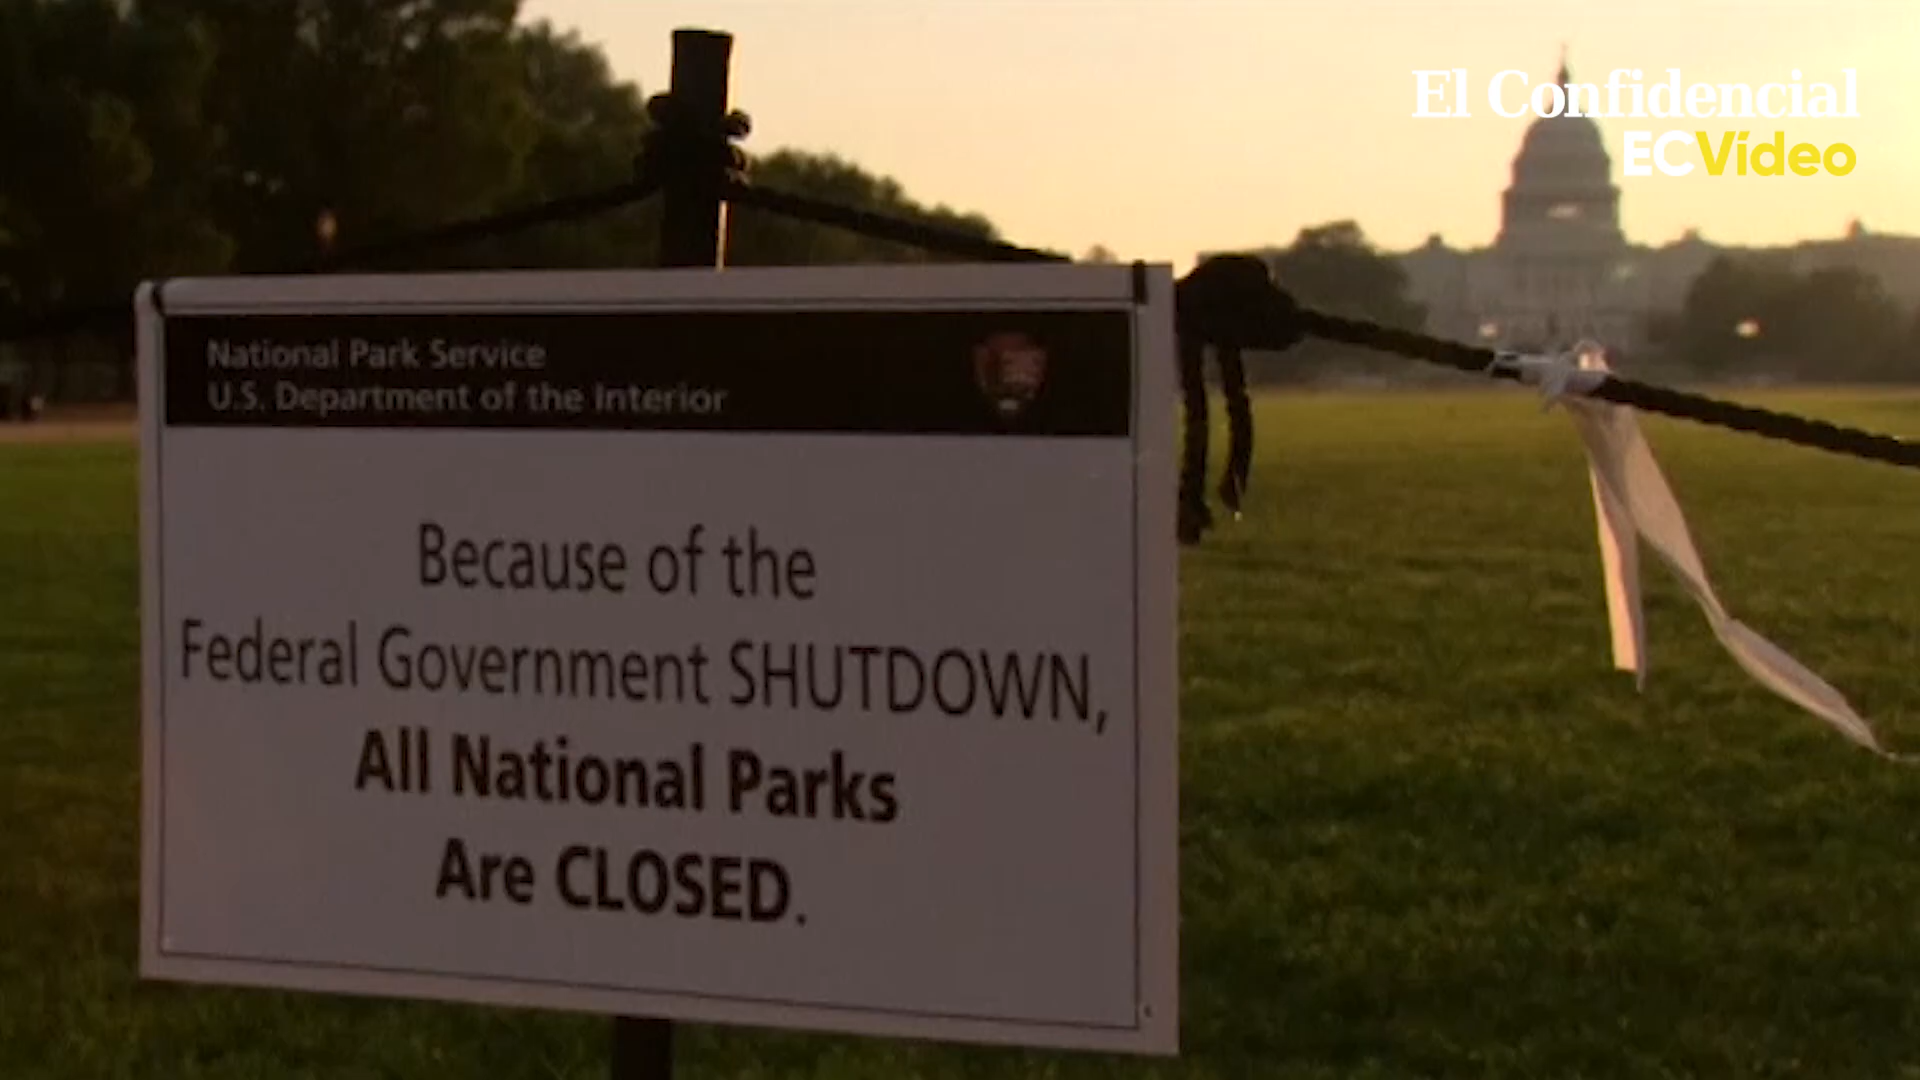 El Confidencial
ECVídeo
National Park Service
U.S. Department of the Interior
Because of the
Federal Government SHUTDOWN,
All National Parks
Are CLOSED.